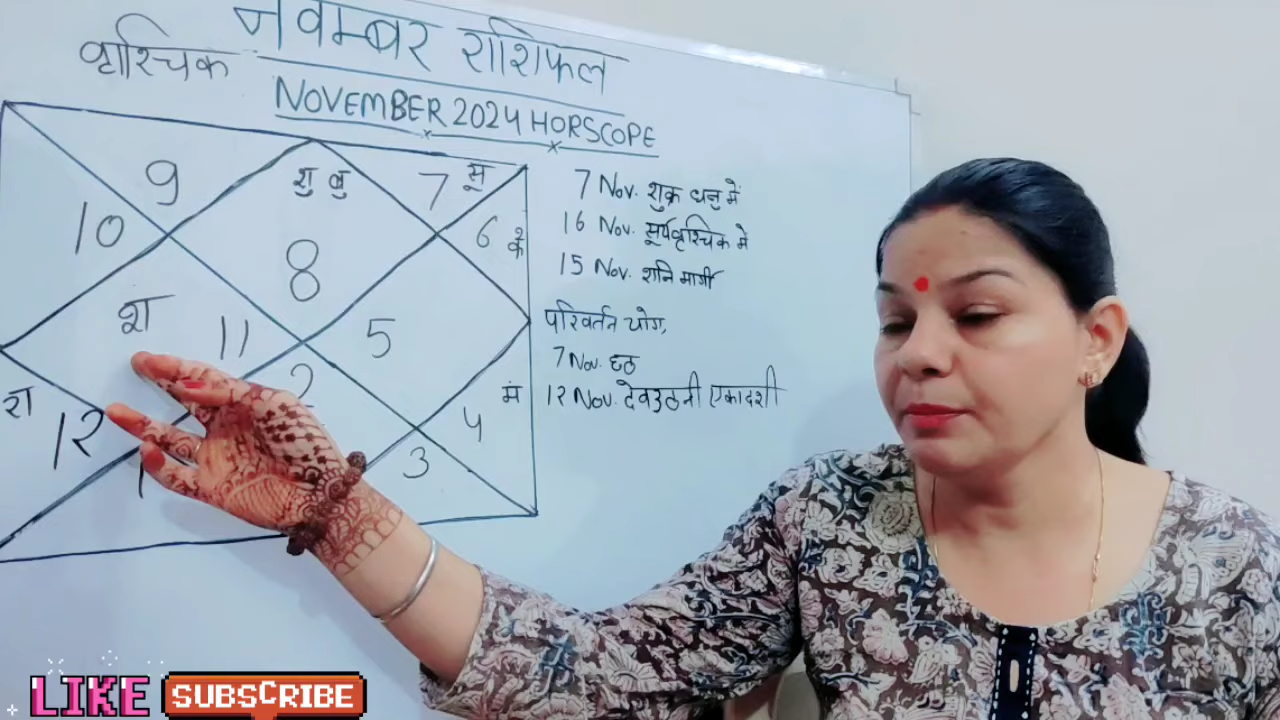 नवम्बर राशिफल
वृश्चिक
NOVEMBER 2024 HORSCOPE
9
शु बु
7 सू
10
6 के
8
श
11
5
2
रा
12
मं
4
3
1
7 Nov. शुक्र धनु में
16 Nov. सूर्य वृश्चिक मे
15 Nov. शनि मार्गी
परिवर्तन योग,
7 Nov. छठ
12 Nov. देवउठनी एकादशी
LIKE SUBSCRIBE